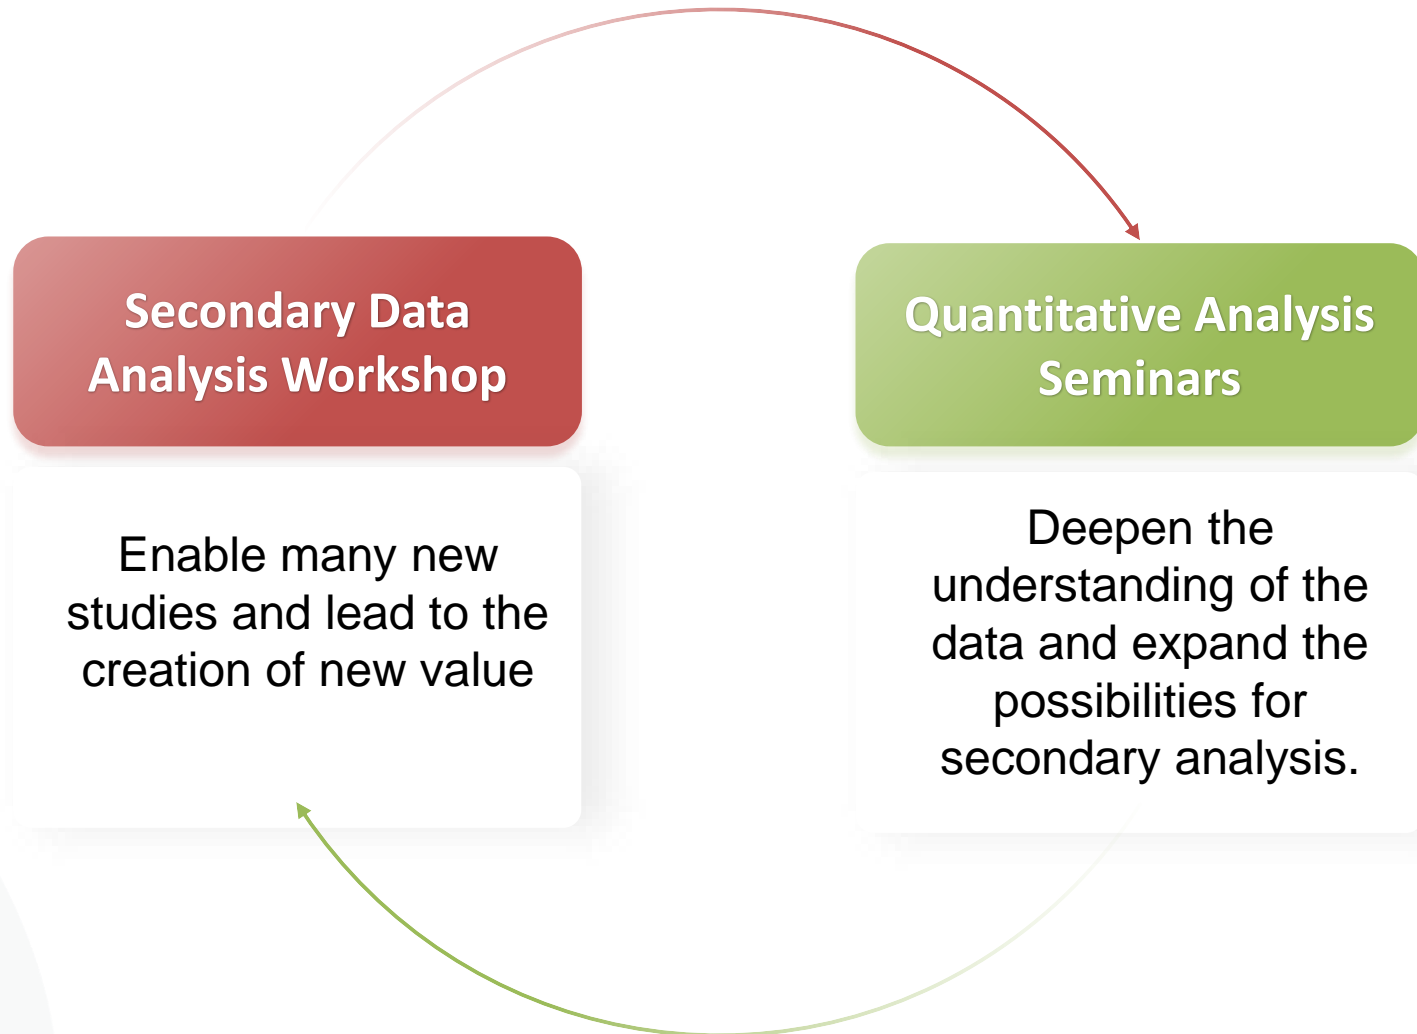 Secondary Data
Analysis Workshop
Enable many new
studies and lead to the
creation of new value
Quantitative Analysis
Seminars
Deepen the
understanding of the
data and expand the
possibilities for
secondary analysis.